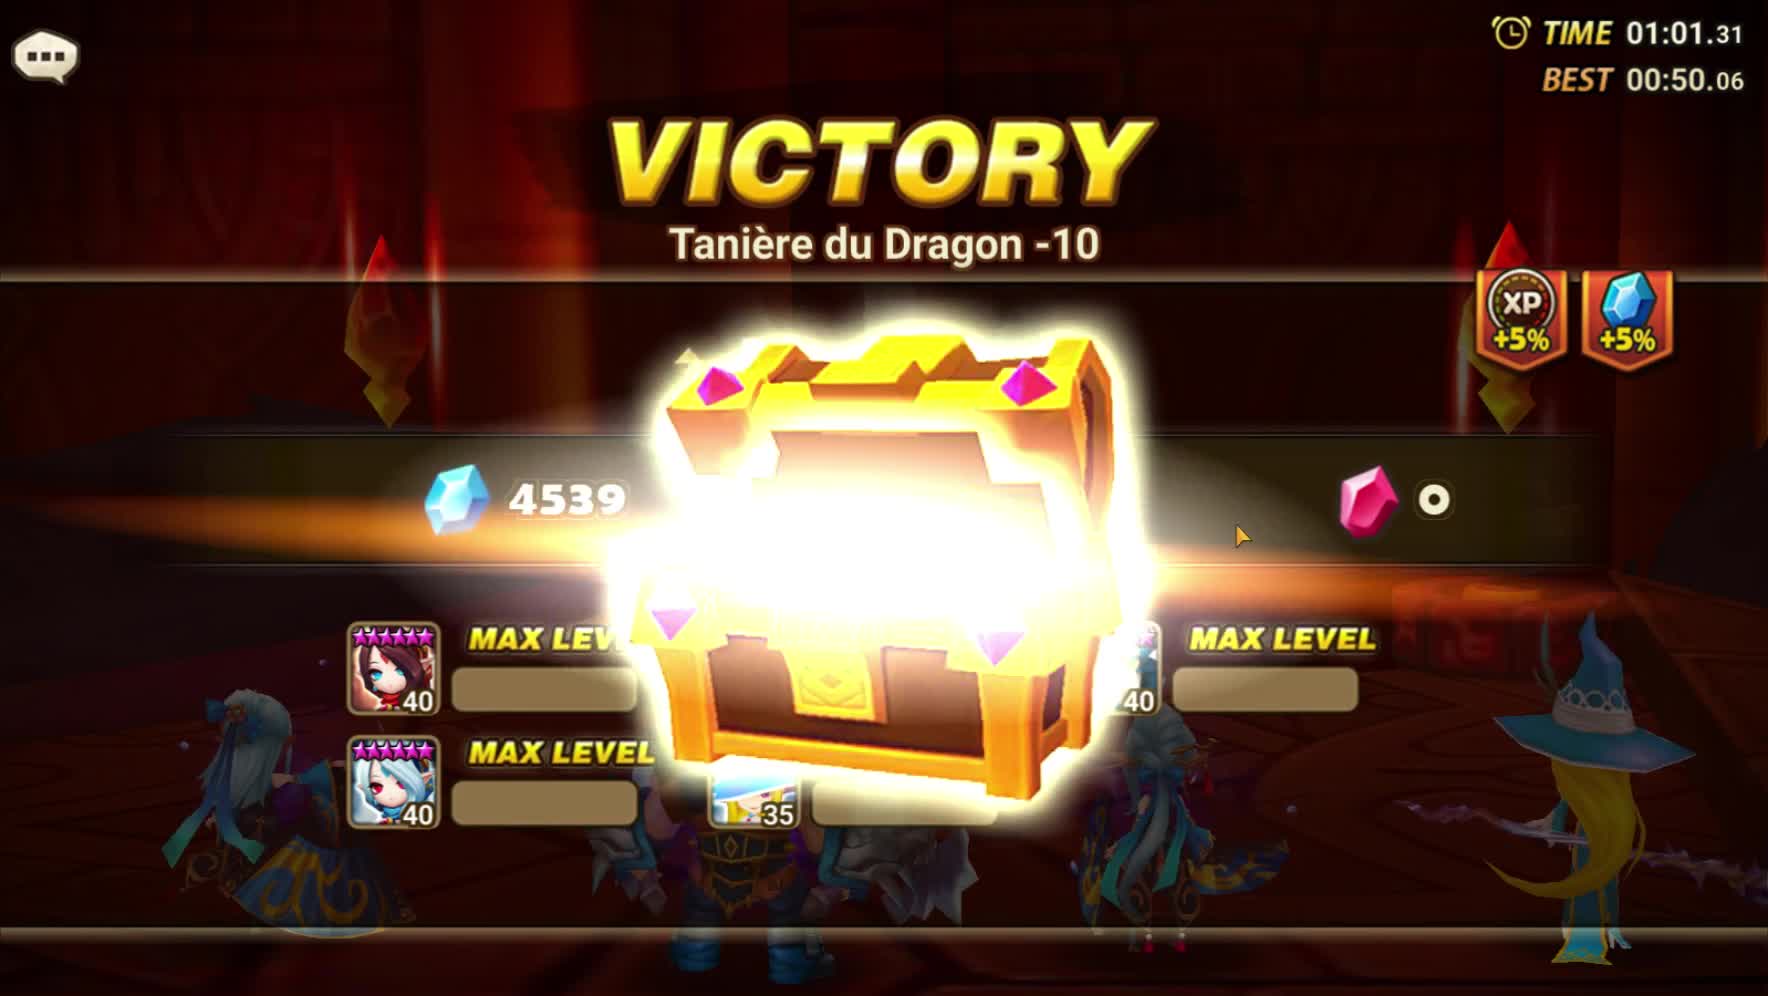 TIME 01:01.31
BEST 00:50.06
VICTORY
Tanière du Dragon -10
XP
+5%
+5%
4539
0
40
MAX
40
MAX LEVEL
40
MAX LEVEL
35